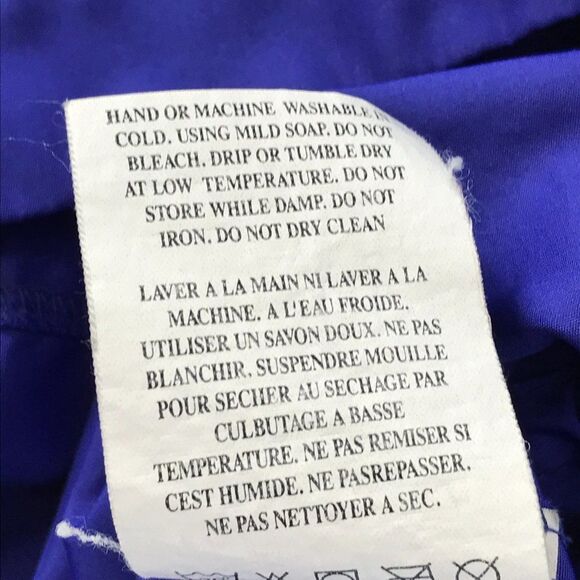 HAND OR MACHINE WASHABLE IN
COLD. USING MILD SOAP. DO NOT
BLEACH. DRIP OR TUMBLE DRY
AT LOW TEMPERATURE. DO NOT
STORE WHILE DAMP. DO NOT
IRON. DO NOT DRY CLEAN
LAVER A LA MAIN NI LAVER A LA
MACHINE. A L'EAU FROIDE.
UTILISER UN SAVON DOUX. NE PAS
BLANCHIR. SUSPENDRE MOUILLE
POUR SECHER AU SECHAGE PAR
CULBUTAGE A BASSE
TEMPERATURE. NE PAS REMISER SI
CEST HUMIDE. NE PASREPASSER.
NE PAS NETTOYER A SEC.